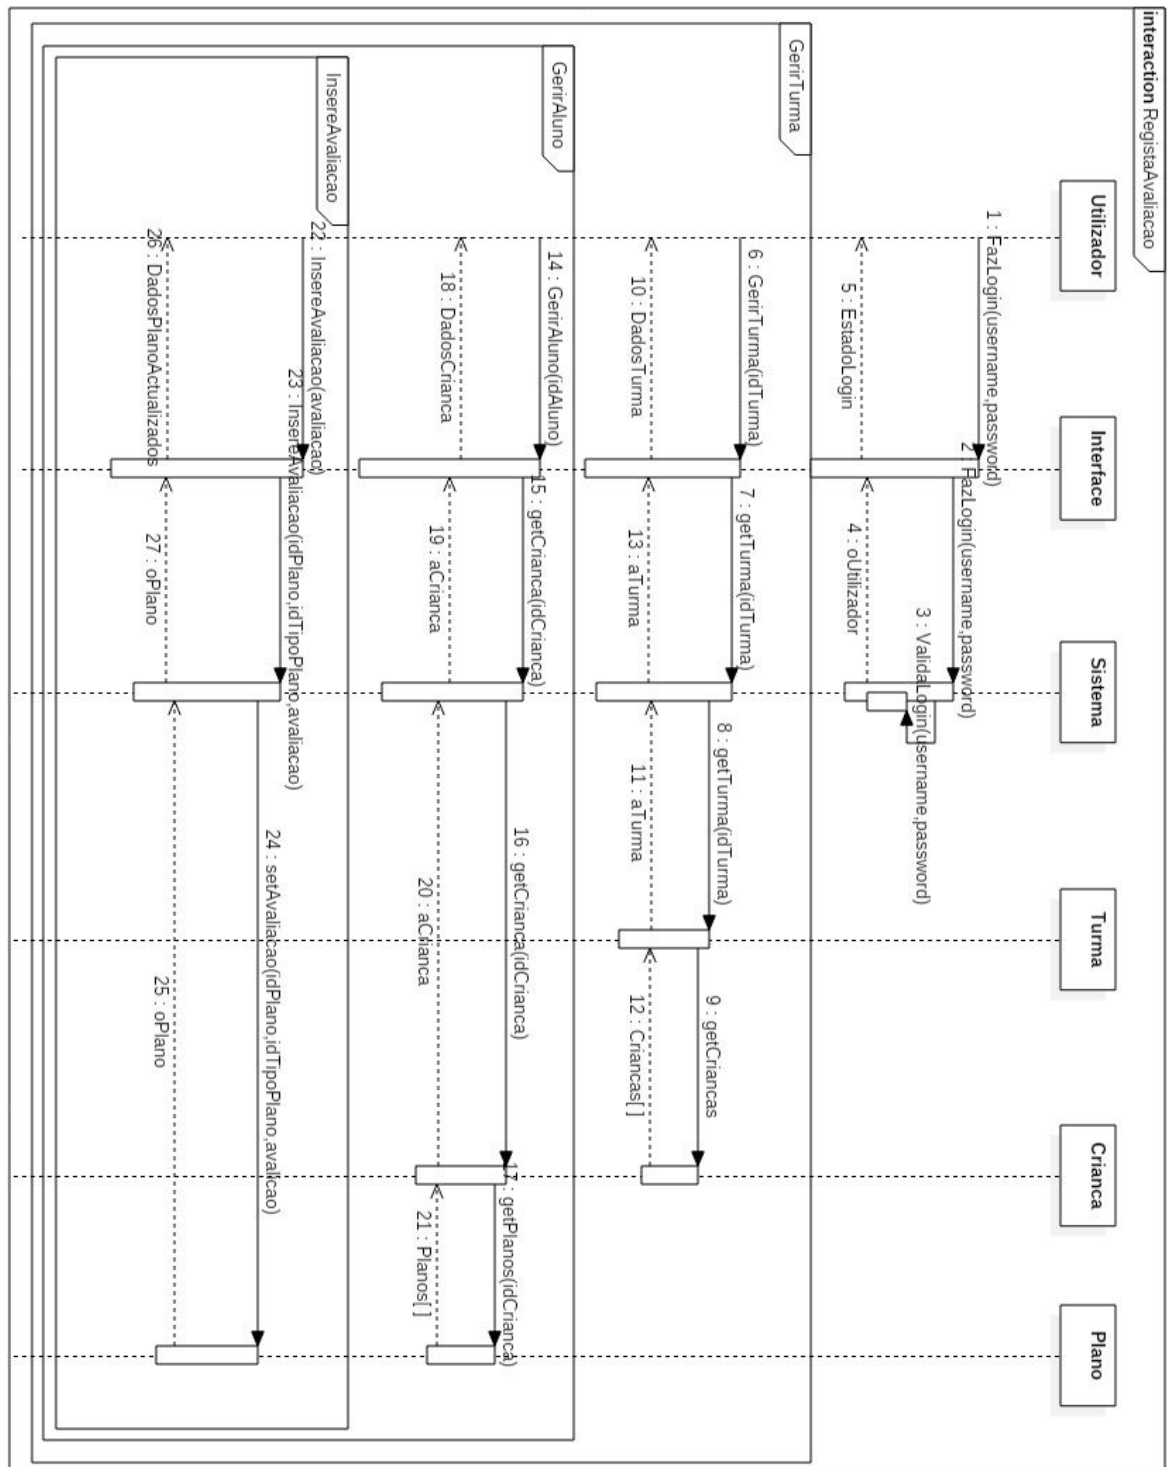 interaction RegistaAvaliacao
Utilizador
Interface
Sistema
Turma
Crianca
Plano
1 : FazLogin(username,password)
2 : FazLogin(username,password)
3 : ValidaLogin(username,password)
4 : oUtilizador
5 : EstadoLogin
GerirTurma
6 : GerirTurma(idTurma)
7 : getTurma(idTurma)
8 : getTurma(idTurma)
9 : getCriancas
10 : DadosTurma
13 : aTurma
11 : aTurma
12 : Criancas[ ]
GerirAluno
14 : GerirAluno(idAluno)
15 : getCrianca(idCrianca)
16 : getCrianca(idCrianca)
17 : getPlanos(idCrianca)
18 : DadosCrianca
19 : aCrianca
20 : aCrianca
21 : Planos[ ]
InsereAvaliacao
22 : InsereAvaliacao(avaliacao)
23 : InsereAvaliacao(idPlano,idTipoPlano,avaliacao)
24 : setAvaliacao(idPlano,idTipoPlano,avalicao)
26 : DadosPlanoActualizados
27 : oPlano
25 : oPlano